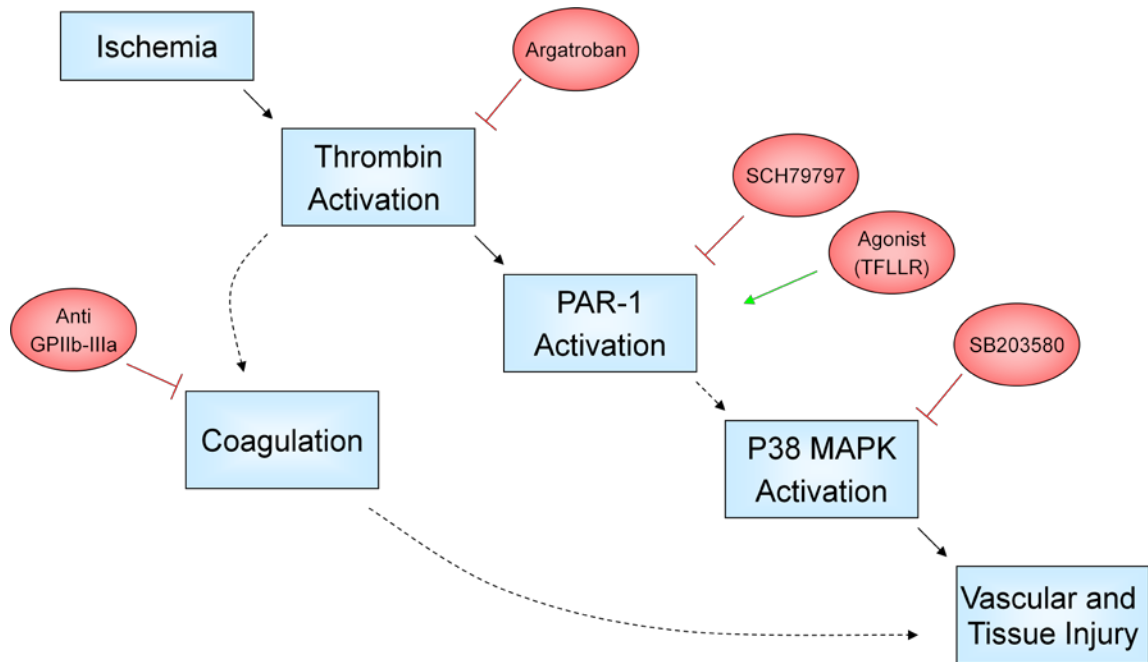 Ischemia
Argatroban
Thrombin
Activation
SCH79797
Agonist
(TFLLR)
PAR-1
Activation
Anti
GPIIb-IIIa
SB203580
Coagulation
P38 MAPK
Activation
Vascular and
Tissue Injury